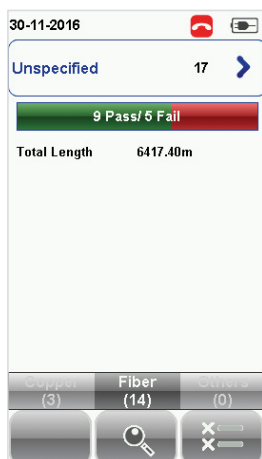 30-11-2016
Unspecified 17
9 Pass/ 5 Fail
Total Length 6417.40m
Copper Fiber Others
(3) (14) (0)